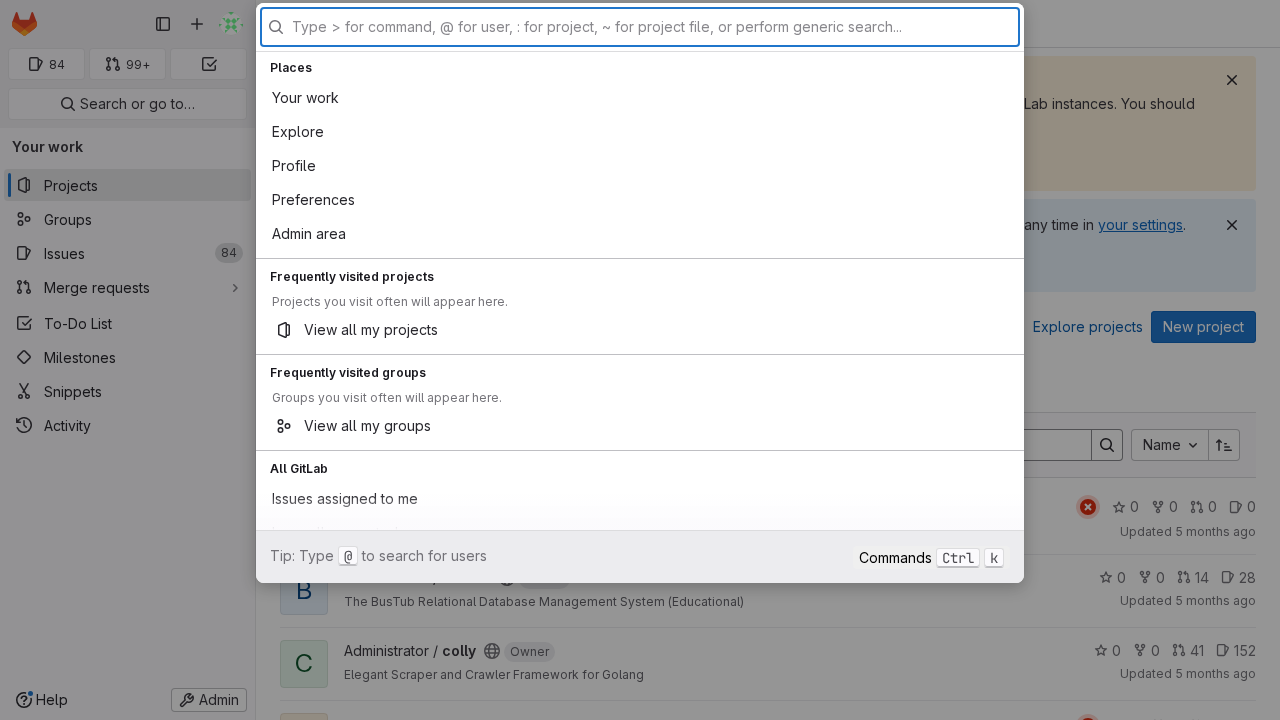 84
99+
Search or go to…
Your work
Projects
Groups
Issues
84
Merge requests
To-Do List
Milestones
Snippets
Activity
Help
Admin
Type > for command, @ for user, : for project, ~ for project file, or perform generic search...
Places
Your work
Explore
Profile
Preferences
Admin area
Frequently visited projects
Projects you visit often will appear here.
View all my projects
Frequently visited groups
Groups you visit often will appear here.
View all my groups
All GitLab
Issues assigned to me
Tip: Type @ to search for users
Commands Ctrl k
Lab instances. You should
any time in your settings.
Explore projects
New project
Name
0 0 0 0
Updated 5 months ago
B
The BusTub Relational Database Management System (Educational)
0 0 14 28
Updated 5 months ago
C
Administrator / colly
Owner
Elegant Scraper and Crawler Framework for Golang
0 0 41 152
Updated 5 months ago